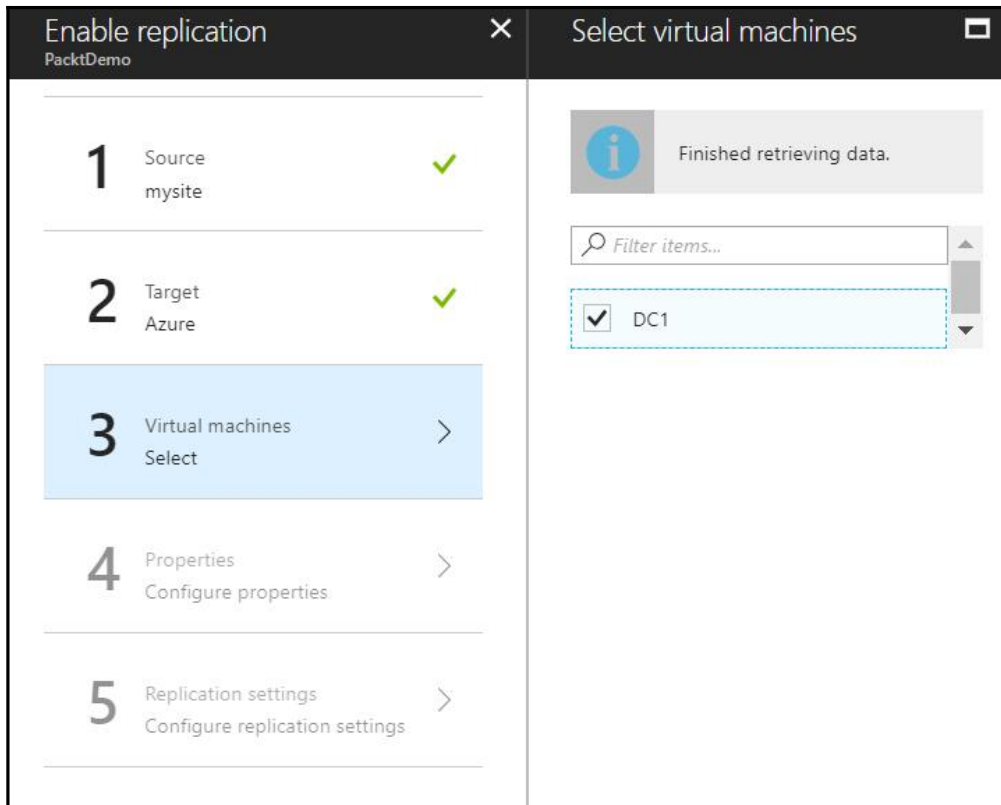 Enable replication
PacktDemo
1
Source
mysite
2
Target
Azure
3
Virtual machines
Select
4
Properties
Configure properties
5
Replication settings
Configure replication settings
Select virtual machines
Finished retrieving data.
Filter items...
DC1